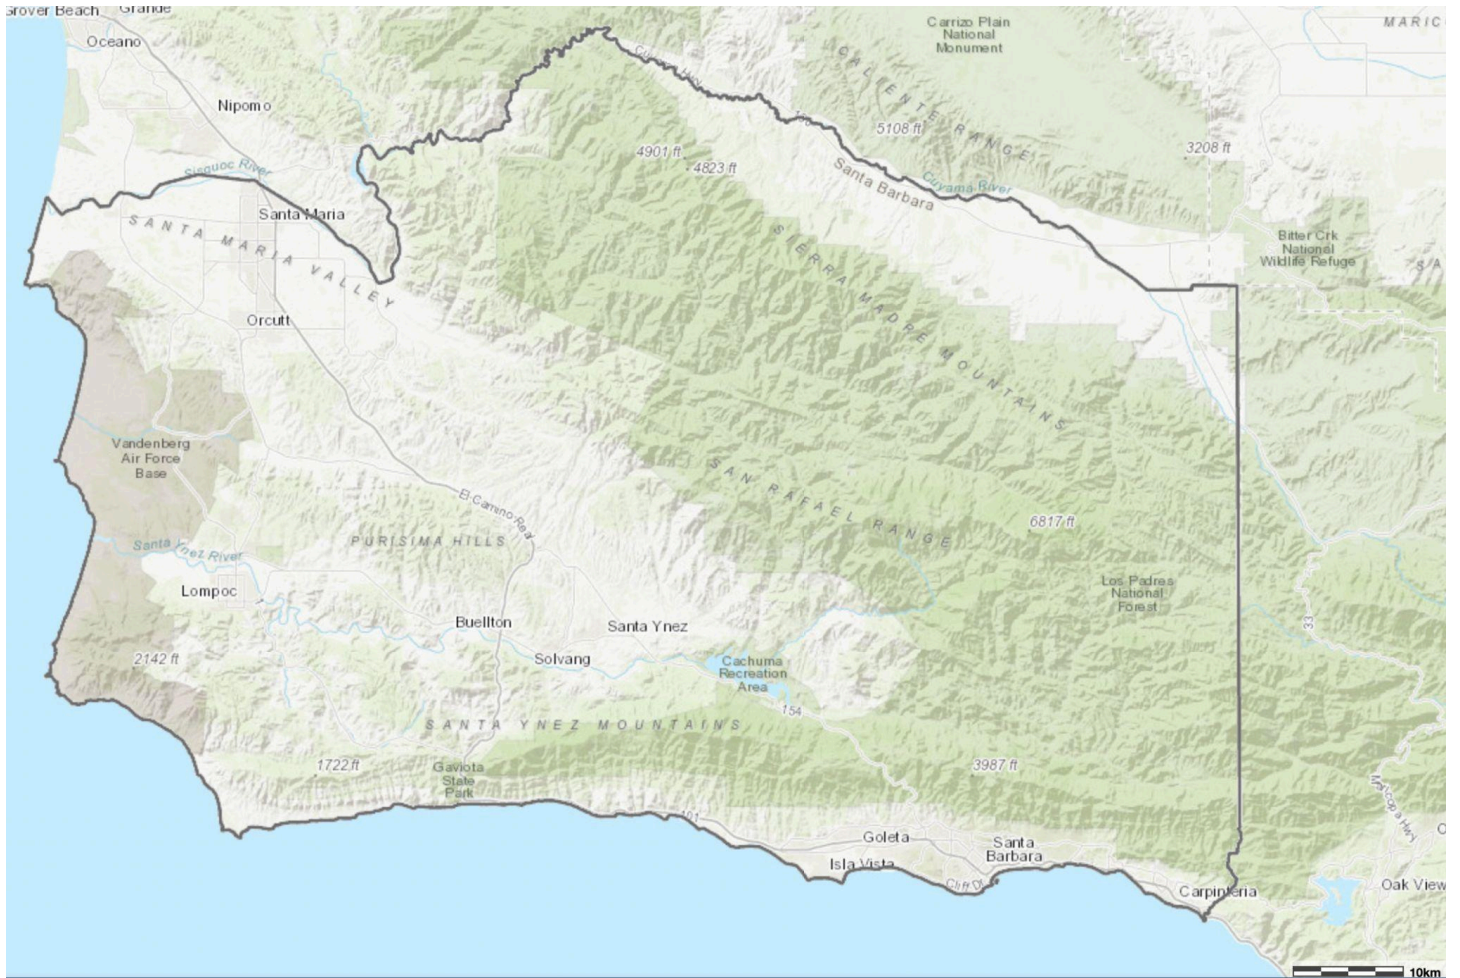 Grover Beach
Grande
Oceano
Carrizo Plain
National
Monument
MARIC
Nipomo
Cuyama Hwy
CALIENTE RANGE
5108 ft
3208 ft
4901 ft
4823 ft
166
Sisquoc River
Santa Barbara
Cuyama River
Santa Maria
SANTA MARIA VALLEY
Bitter Crk
National
Wildlife Refuge
SA
SIERRA MADRE MOUNTAINS
Orcutt
Vandenberg
Air Force
Base
SAN RAFAEL RANGE
El Camino Real
6817 ft
PURISIMA HILLS
Santa Ynez River
Los Padres
National
Forest
Lompoc
Buellton
Santa Ynez
33
Solvang
2142 ft
Cachuma
Recreation
Area
154
SANTA YNEZ MOUNTAINS
1722 ft
Gaviota
State
Park
3987 ft
Maricopa Hwy
101
Goleta
Santa
Barbara
O
Isla Vista
Cliff Dr
Carpinteria
Oak View
10km